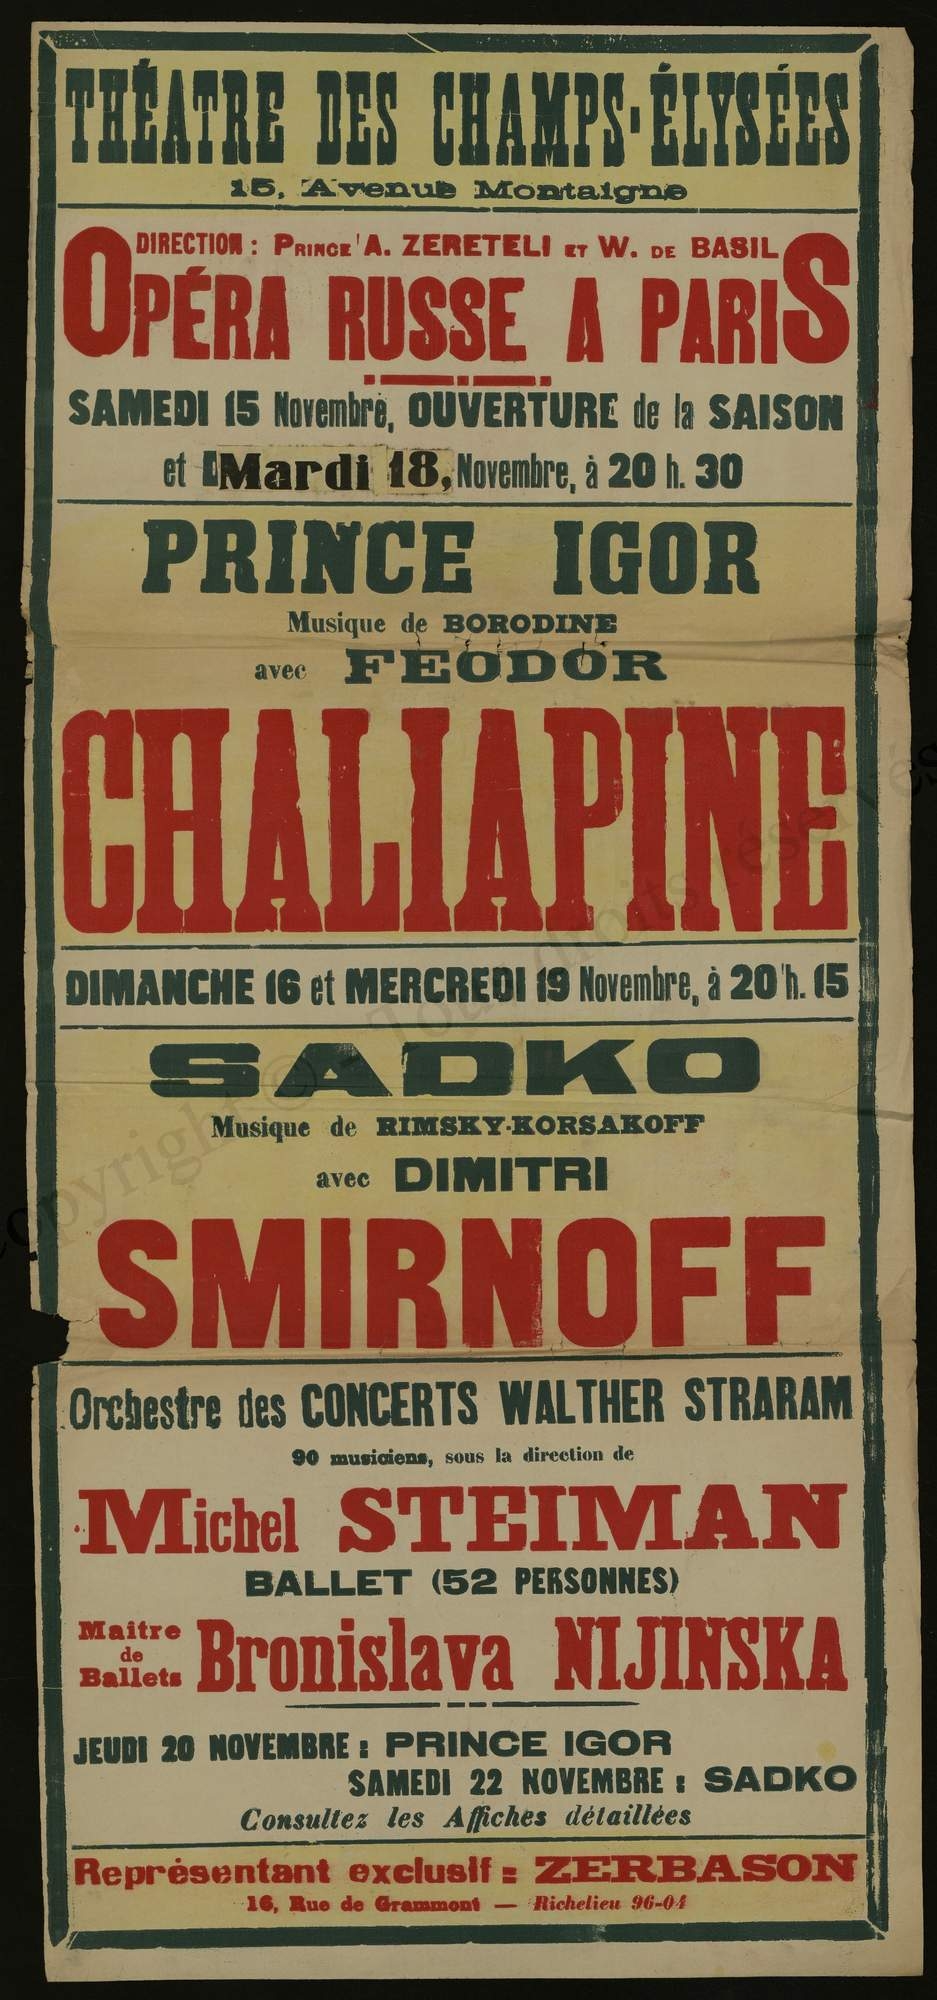 THÉATRE DES CHAMPS-ÉLYSÉES
15, Avenue Montaigne
DIRECTION : PRINCE A. ZERETELI ET W. DE BASIL
OPÉRA RUSSE A PARIS
SAMEDI 15 Novembre, OUVERTURE de la SAISON
et Mardi 18, Novembre, à 20 h. 30
PRINCE IGOR
Musique de BORODINE
avec FEODOR
CHALIAPINE
DIMANCHE 16 et MERCREDI 19 Novembre, à 20 h. 15
SADKO
Musique de RIMSKY-KORSAKOFF
avec DIMITRI
SMIRNOFF
Orchestre des CONCERTS WALTHER STRARAM
90 musiciens, sous la direction de
Michel STEIMAN
BALLET (52 PERSONNES)
Maître de Ballets Bronislava NIJINSKA
JEUDI 20 NOVEMBRE : PRINCE IGOR
SAMEDI 22 NOVEMBRE : SADKO
Consultez les Affiches détaillées
Représentant exclusif : ZERBASON
16, Rue de Grammont — Richelieu 96-04
Copyright © - Tous droits réservés